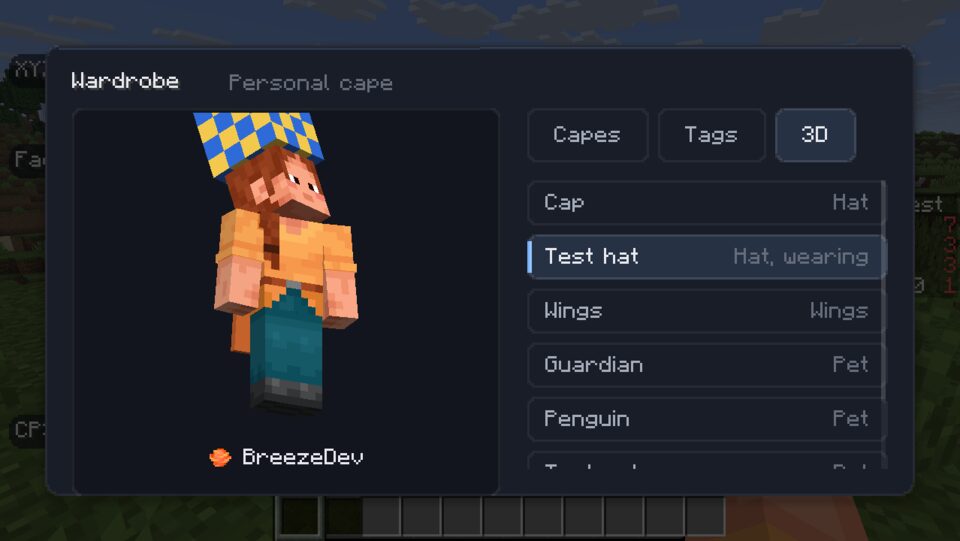 Wardrobe Personal cape
Capes Tags 3D
Cap Hat
Test hat Hat, wearing
Wings Wings
Guardian Pet
Penguin Pet
BreezeDev
XYZ